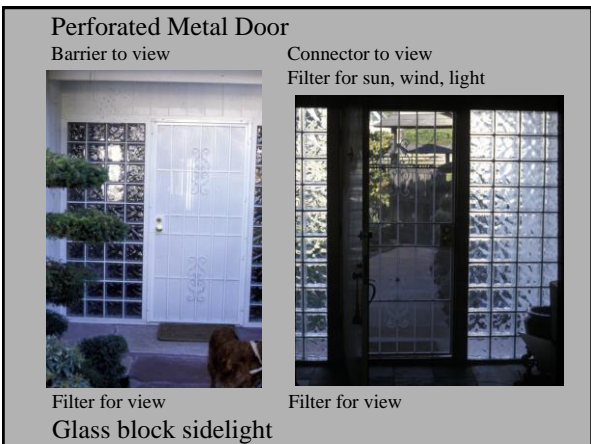 Perforated Metal Door
Barrier to view
Connector to view
Filter for sun, wind, light
Filter for view
Filter for view
Glass block sidelight